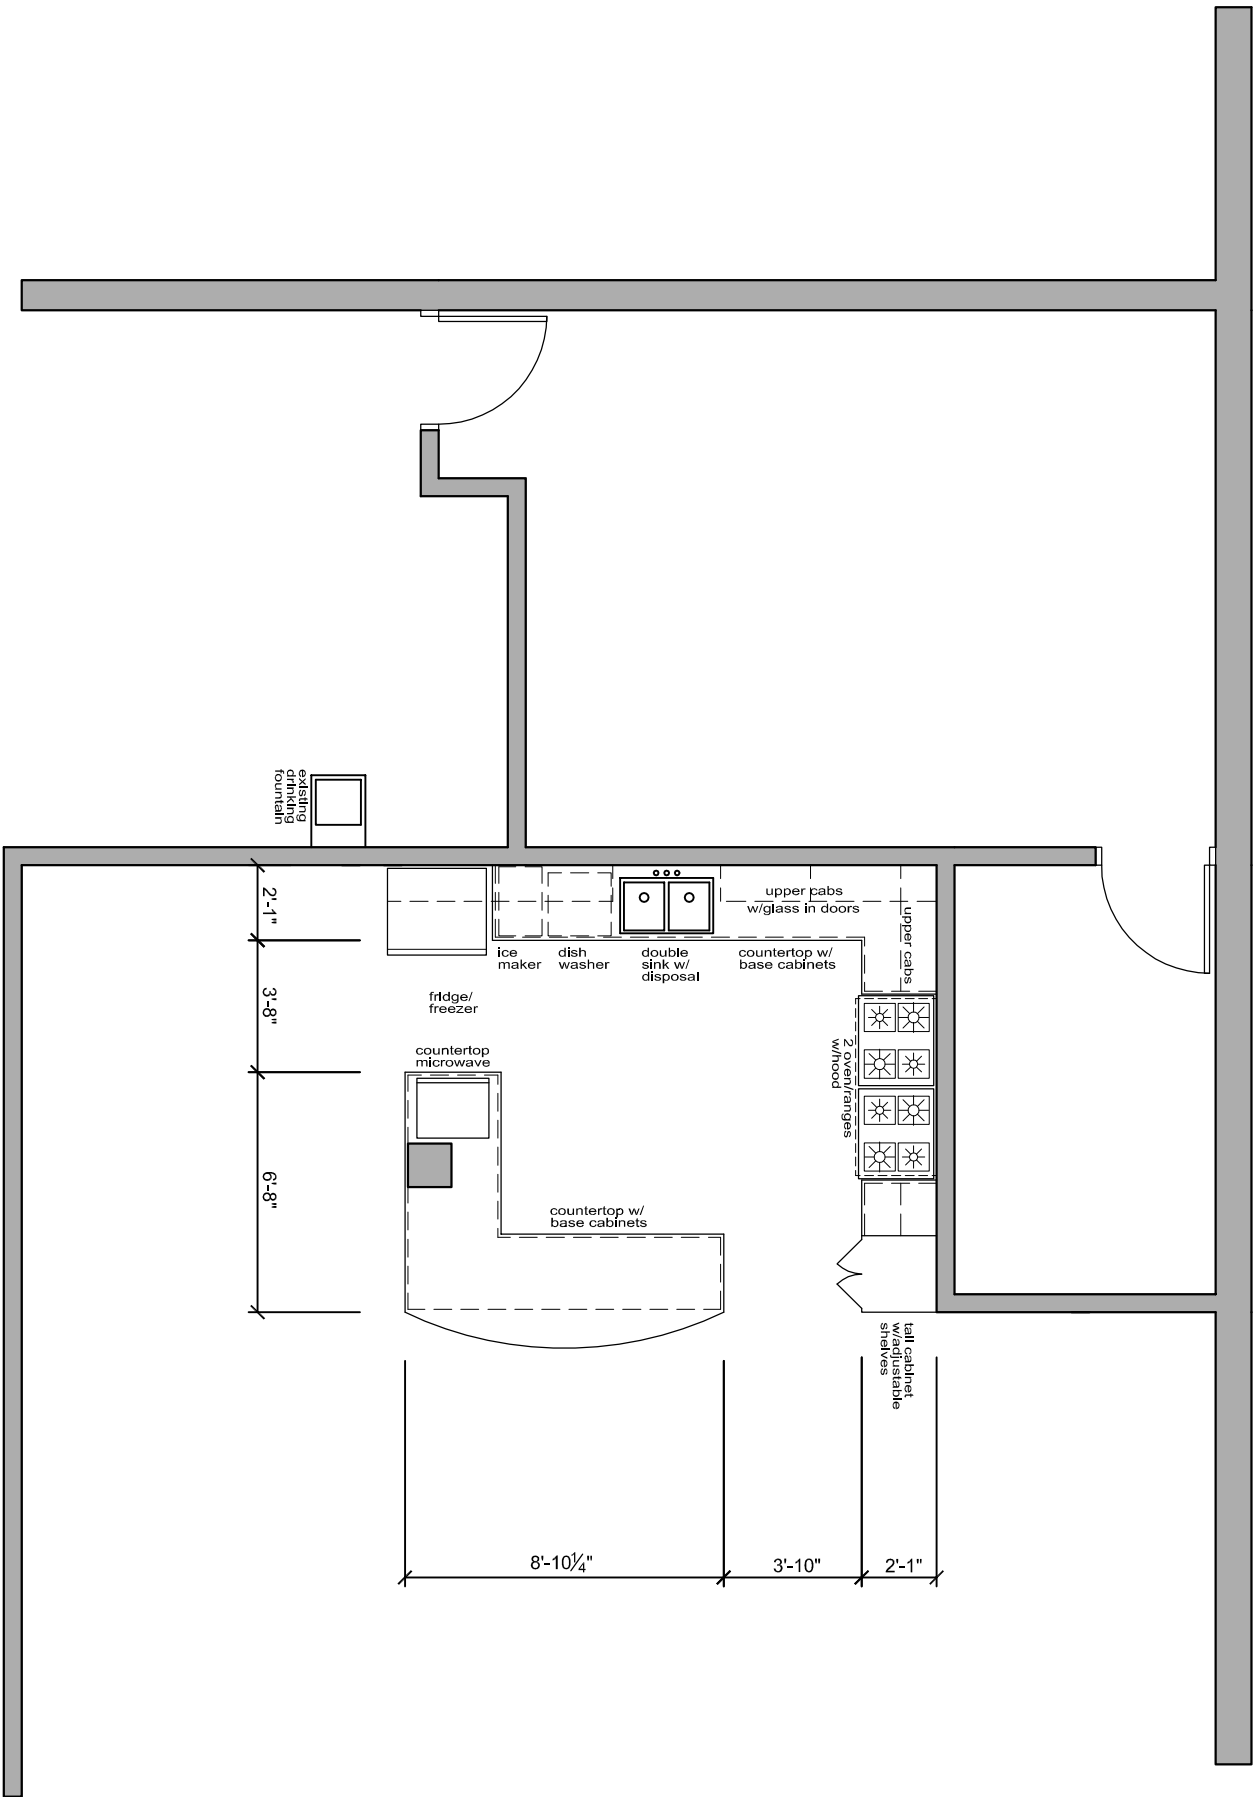 existing
drinking
fountain
2'-1"
3'-8"
6'-8"
upper cabs
w/glass in doors
upper cabs
ice
maker
dish
washer
double
sink w/
disposal
countertop w/
base cabinets
fridge/
freezer
countertop
microwave
2 oven/ranges
w/hood
countertop w/
base cabinets
tall cabinet
w/adjustable
shelves
8'-10¼"
3'-10"
2'-1"